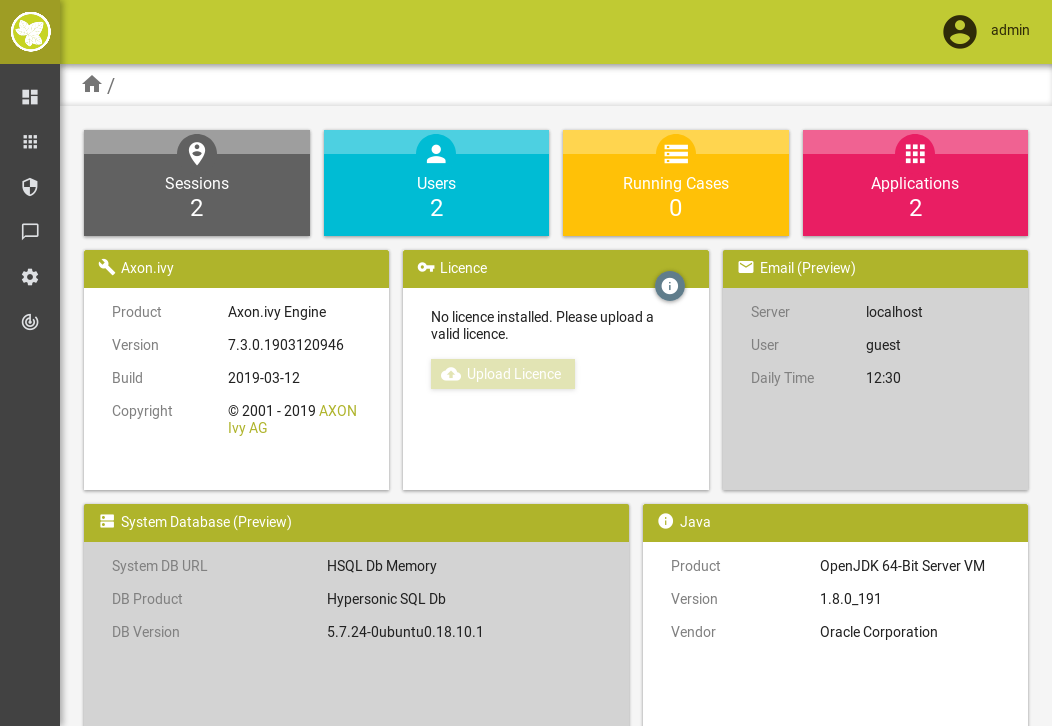 admin
/
Sessions
2
Users
2
Running Cases
0
Applications
2
Axon.ivy
Product Axon.ivy Engine
Version 7.3.0.1903120946
Build 2019-03-12
Copyright © 2001 - 2019 AXON
Ivy AG
Licence
No licence installed. Please upload a
valid licence.
Upload Licence
Email (Preview)
Server localhost
User guest
Daily Time 12:30
System Database (Preview)
System DB URL HSQL Db Memory
DB Product Hypersonic SQL Db
DB Version 5.7.24-0ubuntu0.18.10.1
Java
Product OpenJDK 64-Bit Server VM
Version 1.8.0_191
Vendor Oracle Corporation